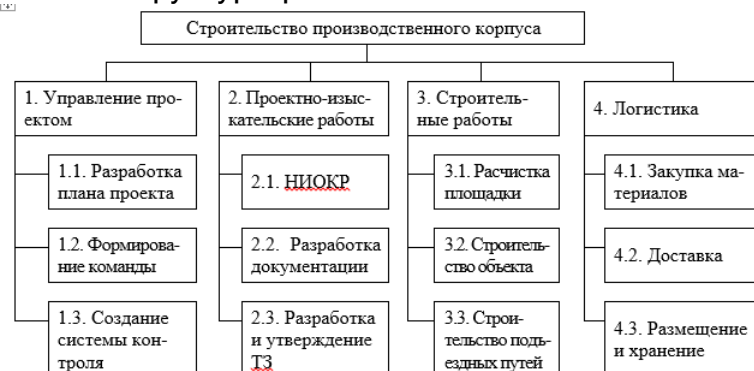 Строительство производственного корпуса
1. Управление про-
ектом
2. Проектно-изыс-
кательские работы
3. Строитель-
ные работы
4. Логистика
1.1. Разработка
плана проекта
2.1. НИОКР
3.1. Расчистка
площадки
4.1. Закупка ма-
териалов
1.2. Формирова-
ние команды
2.2. Разработка
документации
3.2. Строитель-
ство объекта
4.2. Доставка
1.3. Создание
системы кон-
троля
2.3. Разработка
и утверждение
ТЗ
3.3. Строи-
тельство подъ-
ездных путей
4.3. Размещение
и хранение